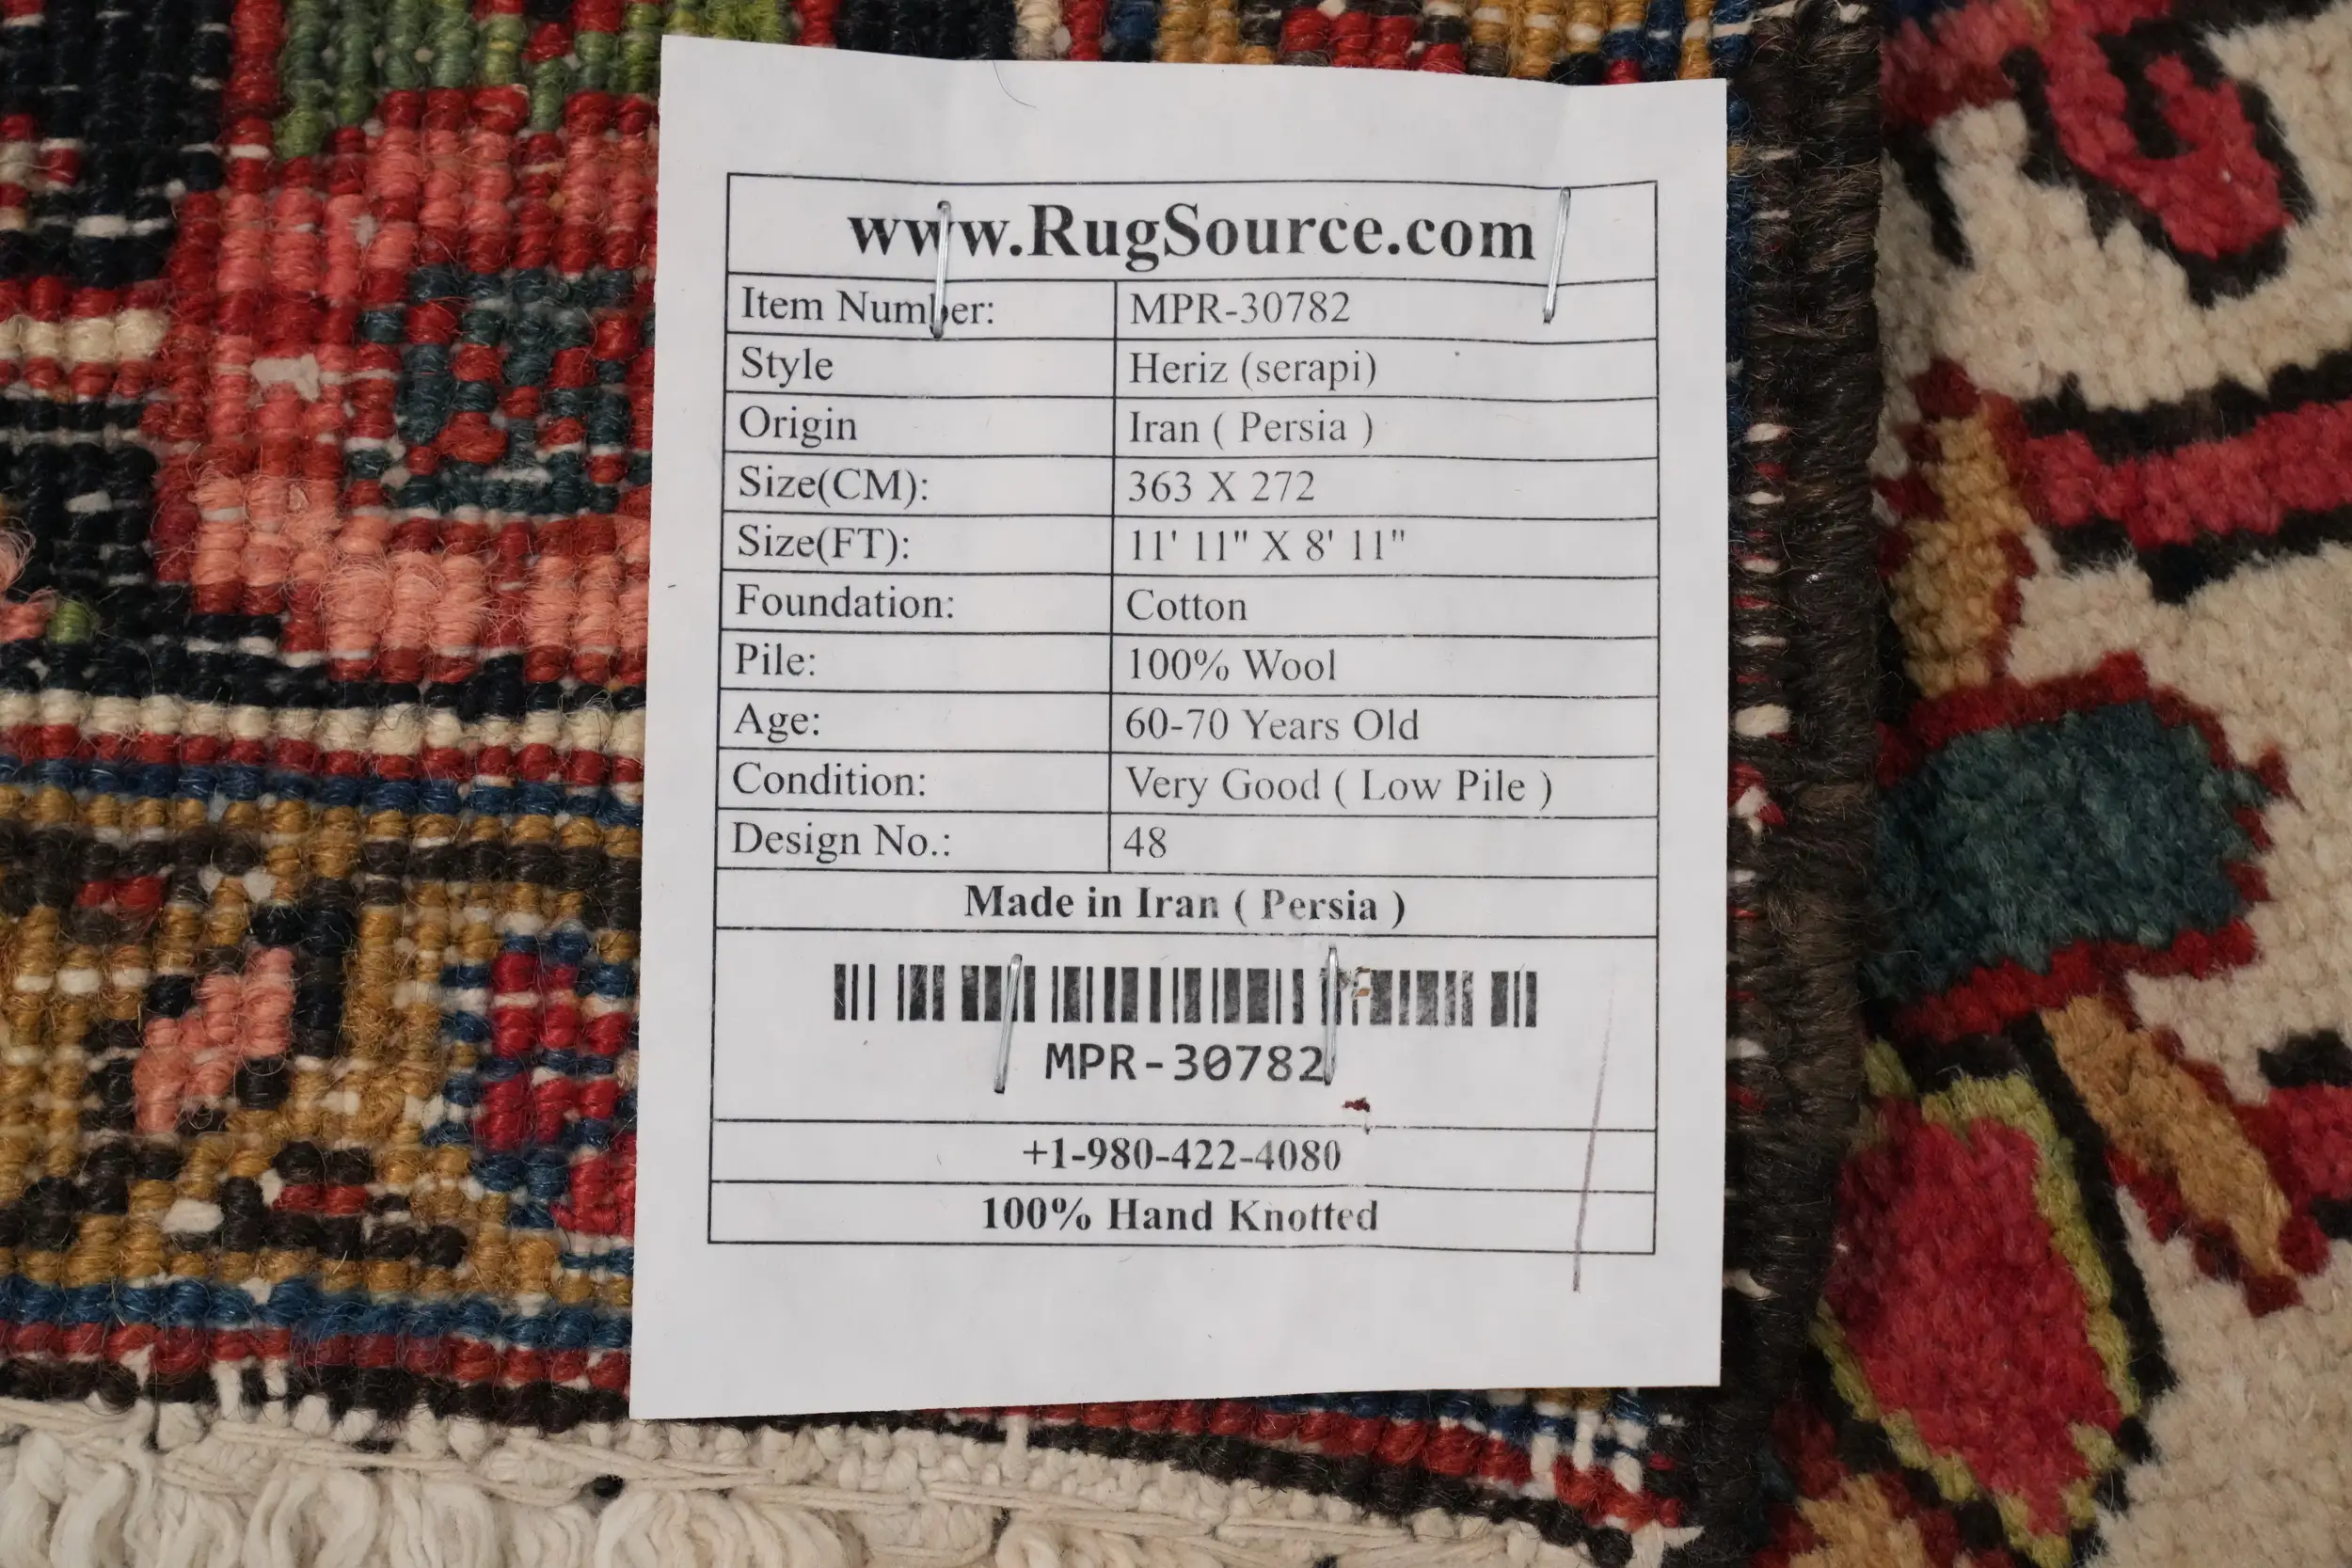 www.RugSource.com
Item Number: MPR-30782
Style Heriz (serapi)
Origin Iran ( Persia )
Size(CM): 363 X 272
Size(FT): 11' 11" X 8' 11"
Foundation: Cotton
Pile: 100% Wool
Age: 60-70 Years Old
Condition: Very Good ( Low Pile )
Design No.: 48
Made in Iran ( Persia )
MPR-30782
+1-980-422-4080
100% Hand Knotted